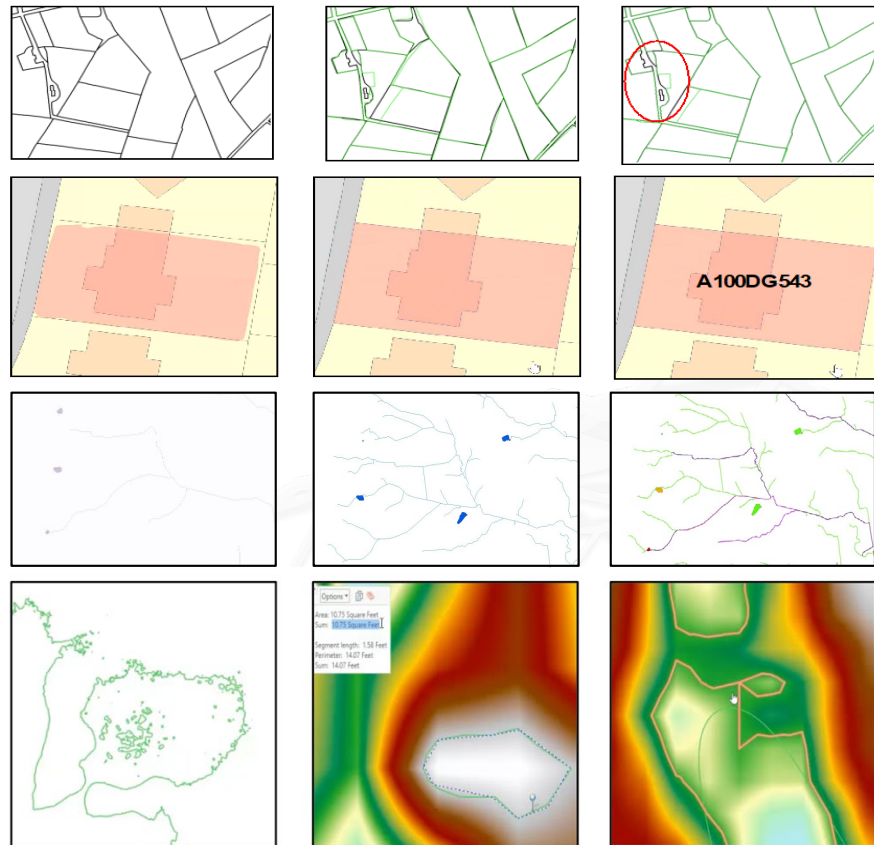 A100DG543
Options
Area: 10.75 Square Feet
Sum: 10.75 Square Feet
Segment length: 1.56 Feet
Perimeter: 14.07 Feet
Sum: 14.07 Feet